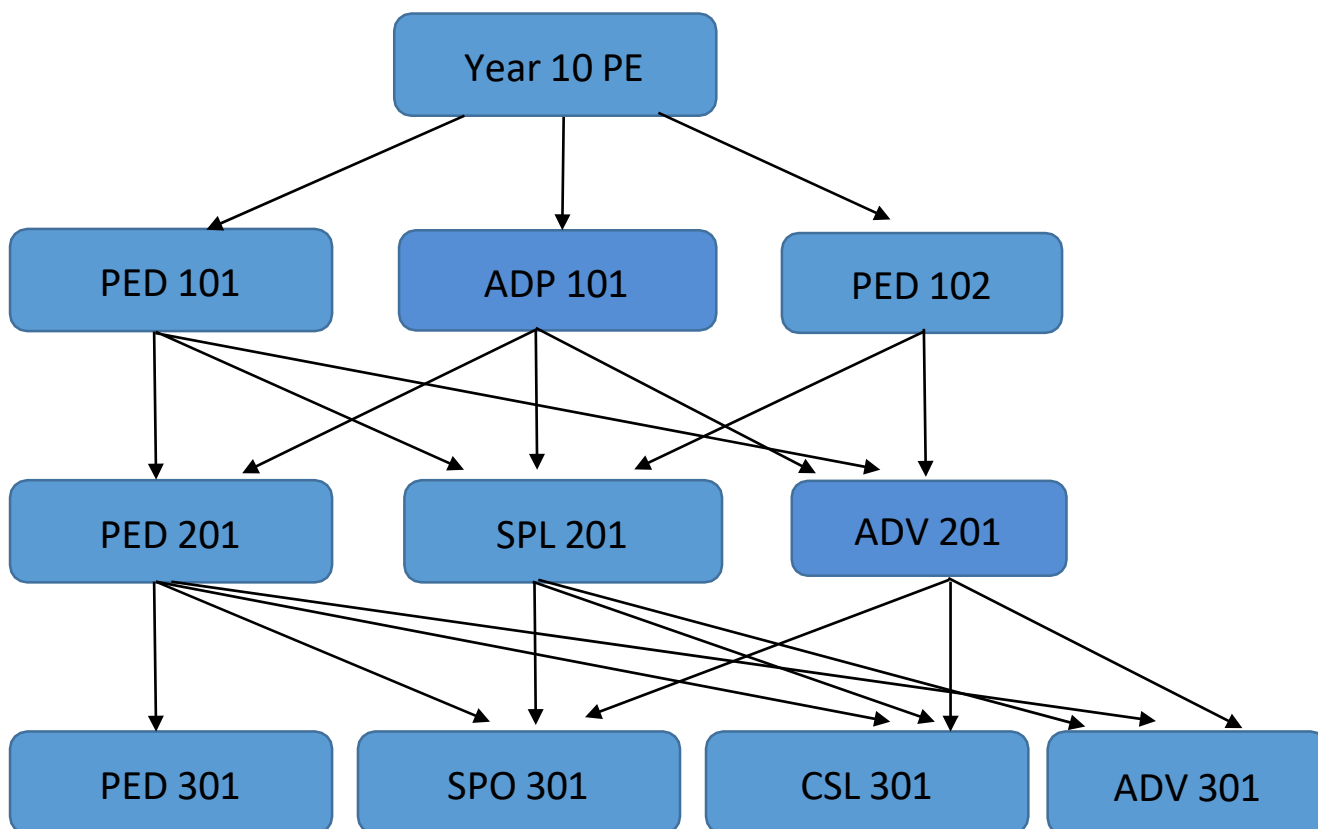 Year 10 PE
PED 101
ADP 101
PED 102
PED 201
SPL 201
ADV 201
PED 301
SPO 301
CSL 301
ADV 301